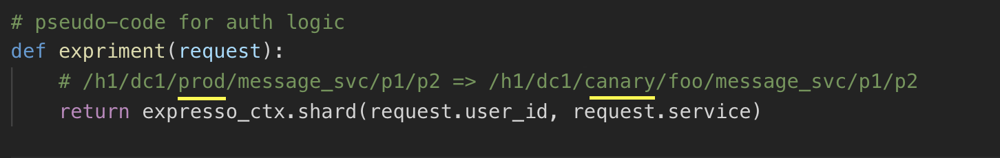 # pseudo-code for auth logic
def expriment(request):
# /h1/dc1/prod/message_svc/p1/p2 => /h1/dc1/canary/foo/message_svc/p1/p2
return expresso_ctx.shard(request.user_id, request.service)